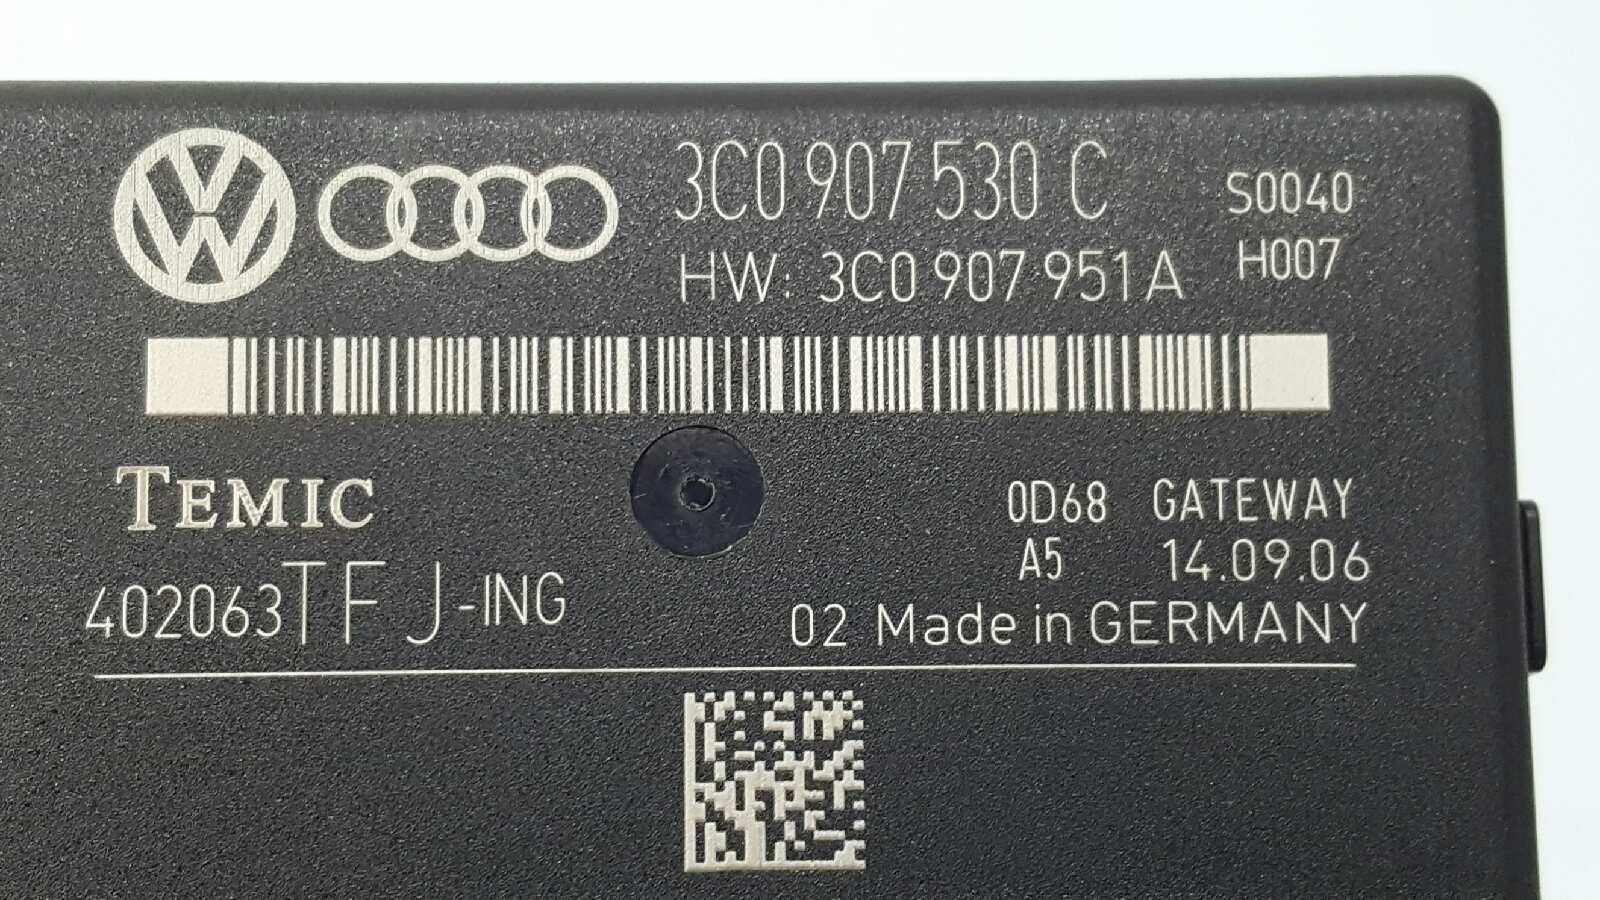 3C0 907 530 C S0040
HW: 3C0 907 951 A H007
TEMIC
0D68 GATEWAY
A5 14.09.06
402063TFJ-ING
02 Made in GERMANY